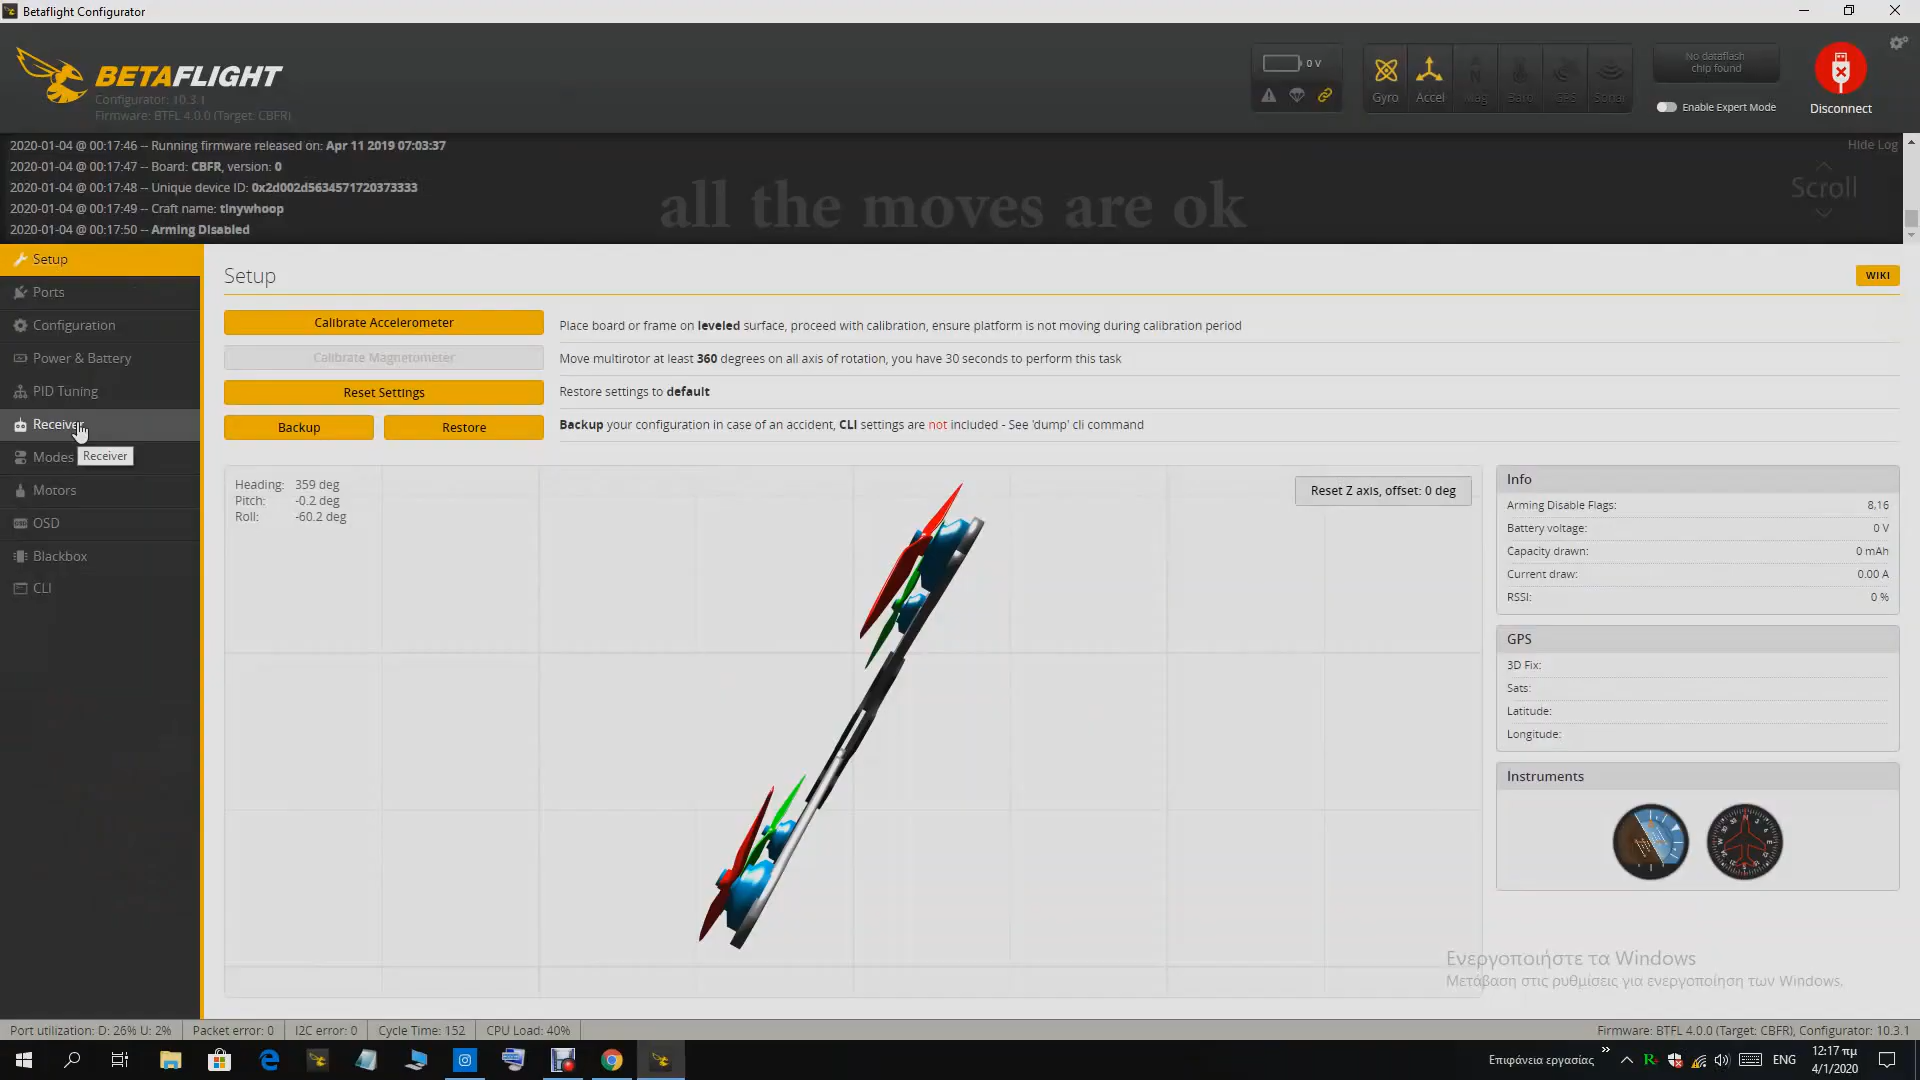 Betaflight Configurator
BETAFLIGHT
Configurator: 10.3.1
Firmware: BTFL 4.0.0 (Target: CBFR)
0 V
Gyro
Accel
Mag
Baro
GPS
Sonar
No dataflash
chip found
Enable Expert Mode
Disconnect
2020-01-04 @ 00:17:46 -- Running firmware released on: Apr 11 2019 07:03:37
2020-01-04 @ 00:17:47 -- Board: CBFR, version: 0
2020-01-04 @ 00:17:48 -- Unique device ID: 0x2d002d5634571720373333
2020-01-04 @ 00:17:49 -- Craft name: tinywhoop
2020-01-04 @ 00:17:50 -- Arming Disabled
all the moves are ok
Hide Log
Scroll
Setup
Ports
Configuration
Power & Battery
PID Tuning
Receiver
Receiver
Modes
Motors
OSD
Blackbox
CLI
Setup
WIKI
Calibrate Accelerometer
Place board or frame on leveled surface, proceed with calibration, ensure platform is not moving during calibration period
Calibrate Magnetometer
Move multirotor at least 360 degrees on all axis of rotation, you have 30 seconds to perform this task
Reset Settings
Restore settings to default
Backup
Restore
Backup your configuration in case of an accident, CLI settings are not included - See 'dump' cli command
Heading: 359 deg
Pitch: -0.2 deg
Roll: -60.2 deg
Reset Z axis, offset: 0 deg
Info
Arming Disable Flags: 8,16
Battery voltage: 0 V
Capacity drawn: 0 mAh
Current draw: 0.00 A
RSSI: 0 %
GPS
3D Fix:
Sats:
Latitude:
Longitude:
Instruments
Ενεργοποιήστε τα Windows
Μετάβαση στις ρυθμίσεις για ενεργοποίηση των Windows.
Port utilization: D: 26% U: 2%
Packet error: 0
I2C error: 0
Cycle Time: 152
CPU Load: 40%
Firmware: BTFL 4.0.0 (Target: CBFR), Configurator: 10.3.1
Επιφάνεια εργασίας
ENG
12:17 πμ
4/1/2020